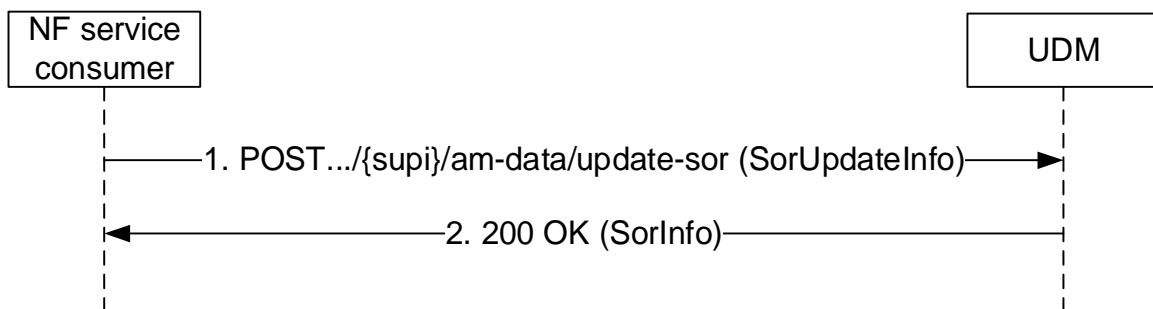 NF service
consumer
UDM
1. POST.../{supi}/am-data/update-sor (SorUpdateInfo)
2. 200 OK (SorInfo)